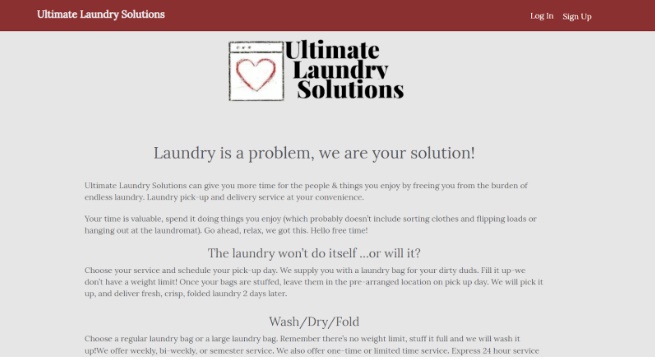 Ultimate Laundry Solutions
Log In Sign Up
Ultimate
Laundry
Solutions
Laundry is a problem, we are your solution!
Ultimate Laundry Solutions can give you more time for the people & things you enjoy by freeing you from the burden of
endless laundry. Laundry pick-up and delivery service at your convenience.
Your time is valuable, spend it doing things you enjoy (which probably doesn't include sorting clothes and flipping loads or
hanging out at the laundromat). Go ahead, relax, we got this. Hello free time!
The laundry won't do itself ...or will it?
Choose your service and schedule your pick-up day. We supply you with a laundry bag for your dirty duds. Fill it up-we
don't have a weight limit! Once your bags are stuffed, leave them in the pre-arranged location on pick up day. We will pick it
up, and deliver fresh, crisp, folded laundry 2 days later.
Wash/Dry/Fold
Choose a regular laundry bag or a large laundry bag. Remember there's no weight limit, stuff it full and we will wash it
up!We offer weekly, bi-weekly, or semester service. We also offer one-time or limited time service. Express 24 hour service